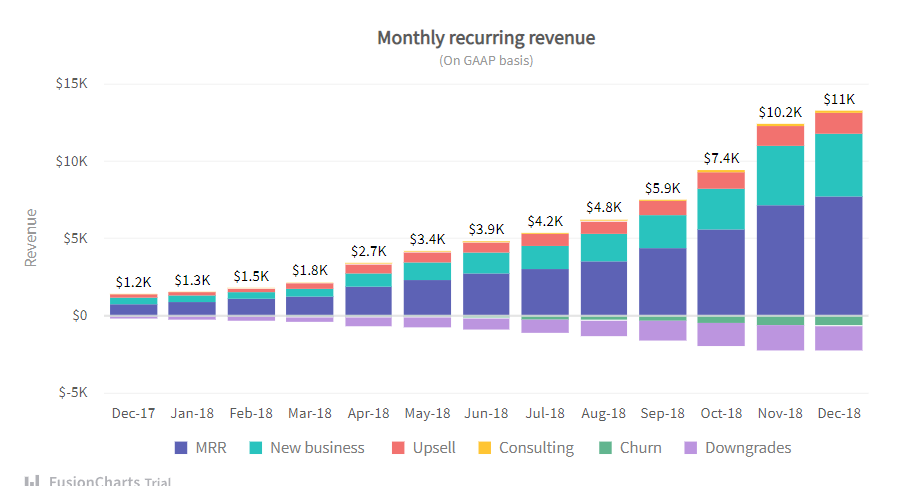 Monthly recurring revenue
(On GAAP basis)
$15K
$10K
$5K
$0
$-5K
Revenue
$1.2K
$1.3K
$1.5K
$1.8K
$2.7K
$3.4K
$3.9K
$4.2K
$4.8K
$5.9K
$7.4K
$10.2K
$11K
Dec-17 Jan-18 Feb-18 Mar-18 Apr-18 May-18 Jun-18 Jul-18 Aug-18 Sep-18 Oct-18 Nov-18 Dec-18
MRR New business Upsell Consulting Churn Downgrades
FusionCharts Trial